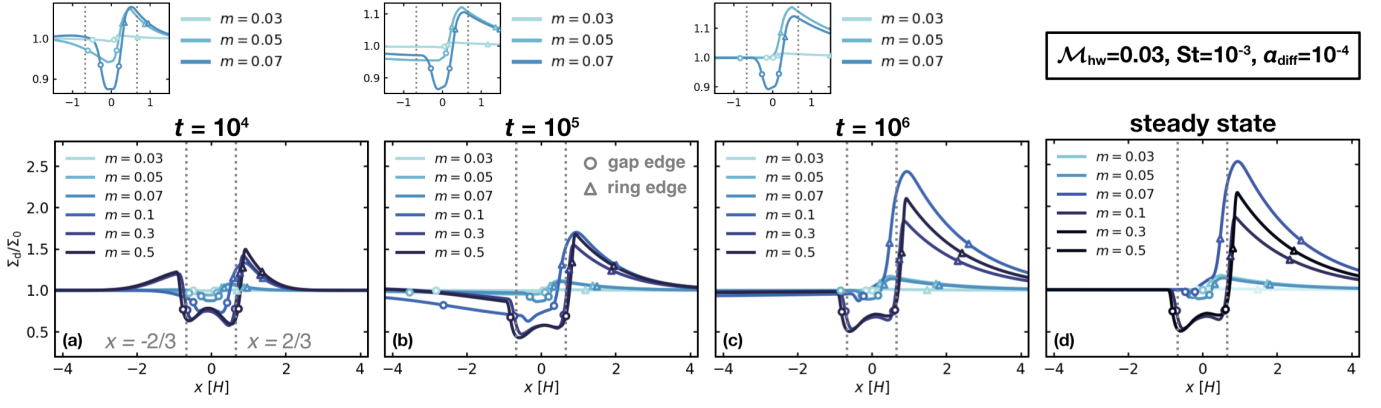 m = 0.03
m = 0.05
m = 0.07
1.0
0.9
−1 0 1
m = 0.03
m = 0.05
m = 0.07
1.1
1.0
0.9
−1 0 1
m = 0.03
m = 0.05
m = 0.07
1.1
1.0
0.9
−1 0 1
ℳhw=0.03, St=10⁻³, αdiff=10⁻⁴
t = 10⁴
Σd/Σ0
2.5
2.0
1.5
1.0
0.5
m = 0.03
m = 0.05
m = 0.07
m = 0.1
m = 0.3
m = 0.5
(a) x = -2/3 x = 2/3
−4 −2 0 2 4
x [H]
t = 10⁵
m = 0.03
m = 0.05
m = 0.07
m = 0.1
m = 0.3
m = 0.5
gap edge
ring edge
(b)
−4 −2 0 2 4
x [H]
t = 10⁶
m = 0.03
m = 0.05
m = 0.07
m = 0.1
m = 0.3
m = 0.5
(c)
−4 −2 0 2 4
x [H]
steady state
m = 0.03
m = 0.05
m = 0.07
m = 0.1
m = 0.3
m = 0.5
(d)
−4 −2 0 2 4
x [H]